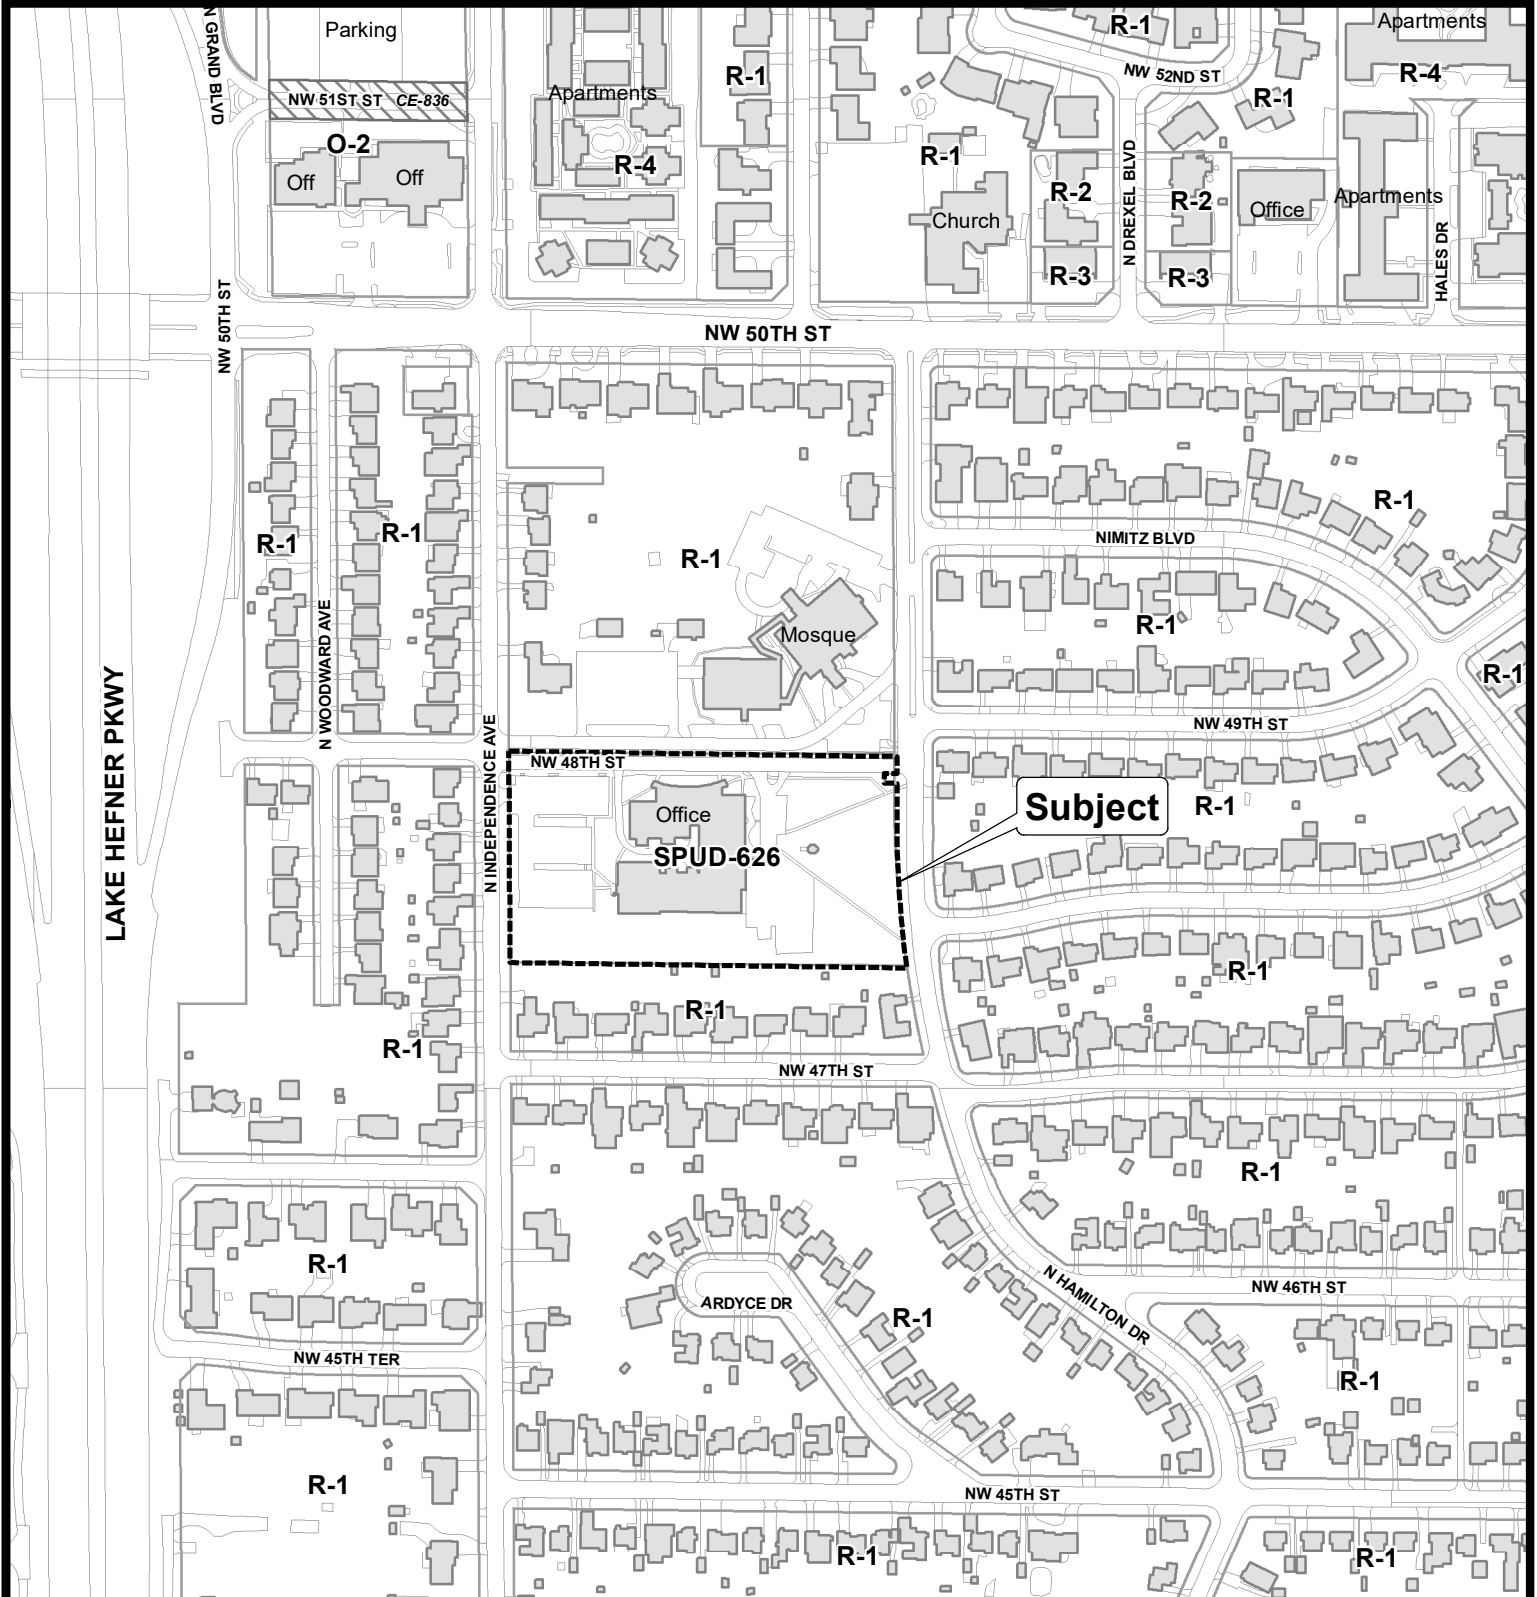 Parking
R-1
Apartments
N GRAND BLVD
R-1
NW 52ND ST
R-4
NW 51ST ST
CE-836
Apartments
R-1
O-2
R-1
Off
Off
R-4
N DREXEL BLVD
R-2
R-2
Apartments
Church
Office
HALES DR
R-3
R-3
NW 50TH ST
NW 50TH ST
R-1
R-1
R-1
R-1
NIMITZ BLVD
N WOODWARD AVE
Mosque
R-1
R-1
LAKE HEFNER PKWY
N INDEPENDENCE AVE
NW 49TH ST
NW 48TH ST
Subject
R-1
Office
SPUD-626
R-1
R-1
R-1
NW 47TH ST
R-1
R-1
N HAMILTON DR
NW 46TH ST
ARDYCE DR
R-1
NW 45TH TER
R-1
R-1
NW 45TH ST
R-1
R-1